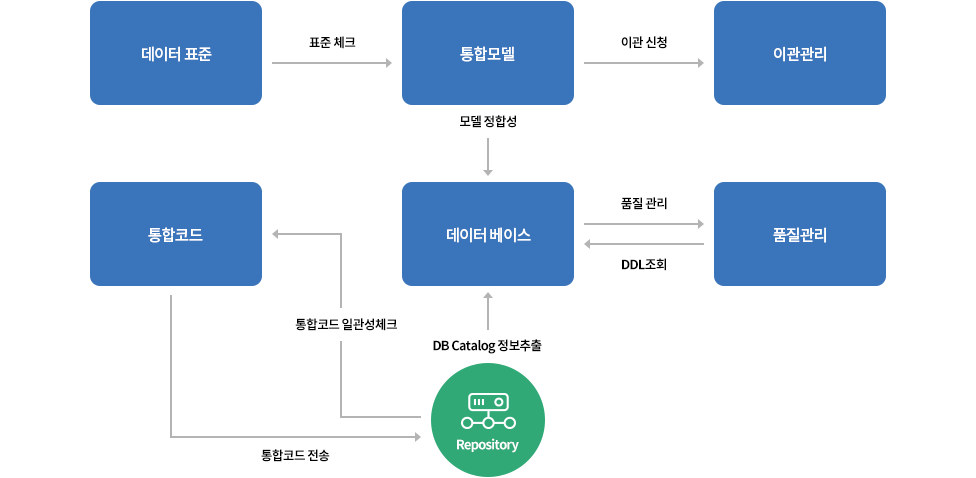 데이터 표준
표준 체크
통합모델
이관 신청
이관관리
모델 정합성
통합코드
데이터 베이스
품질 관리
DDL조회
품질관리
통합코드 일관성체크
DB Catalog 정보추출
Repository
통합코드 전송